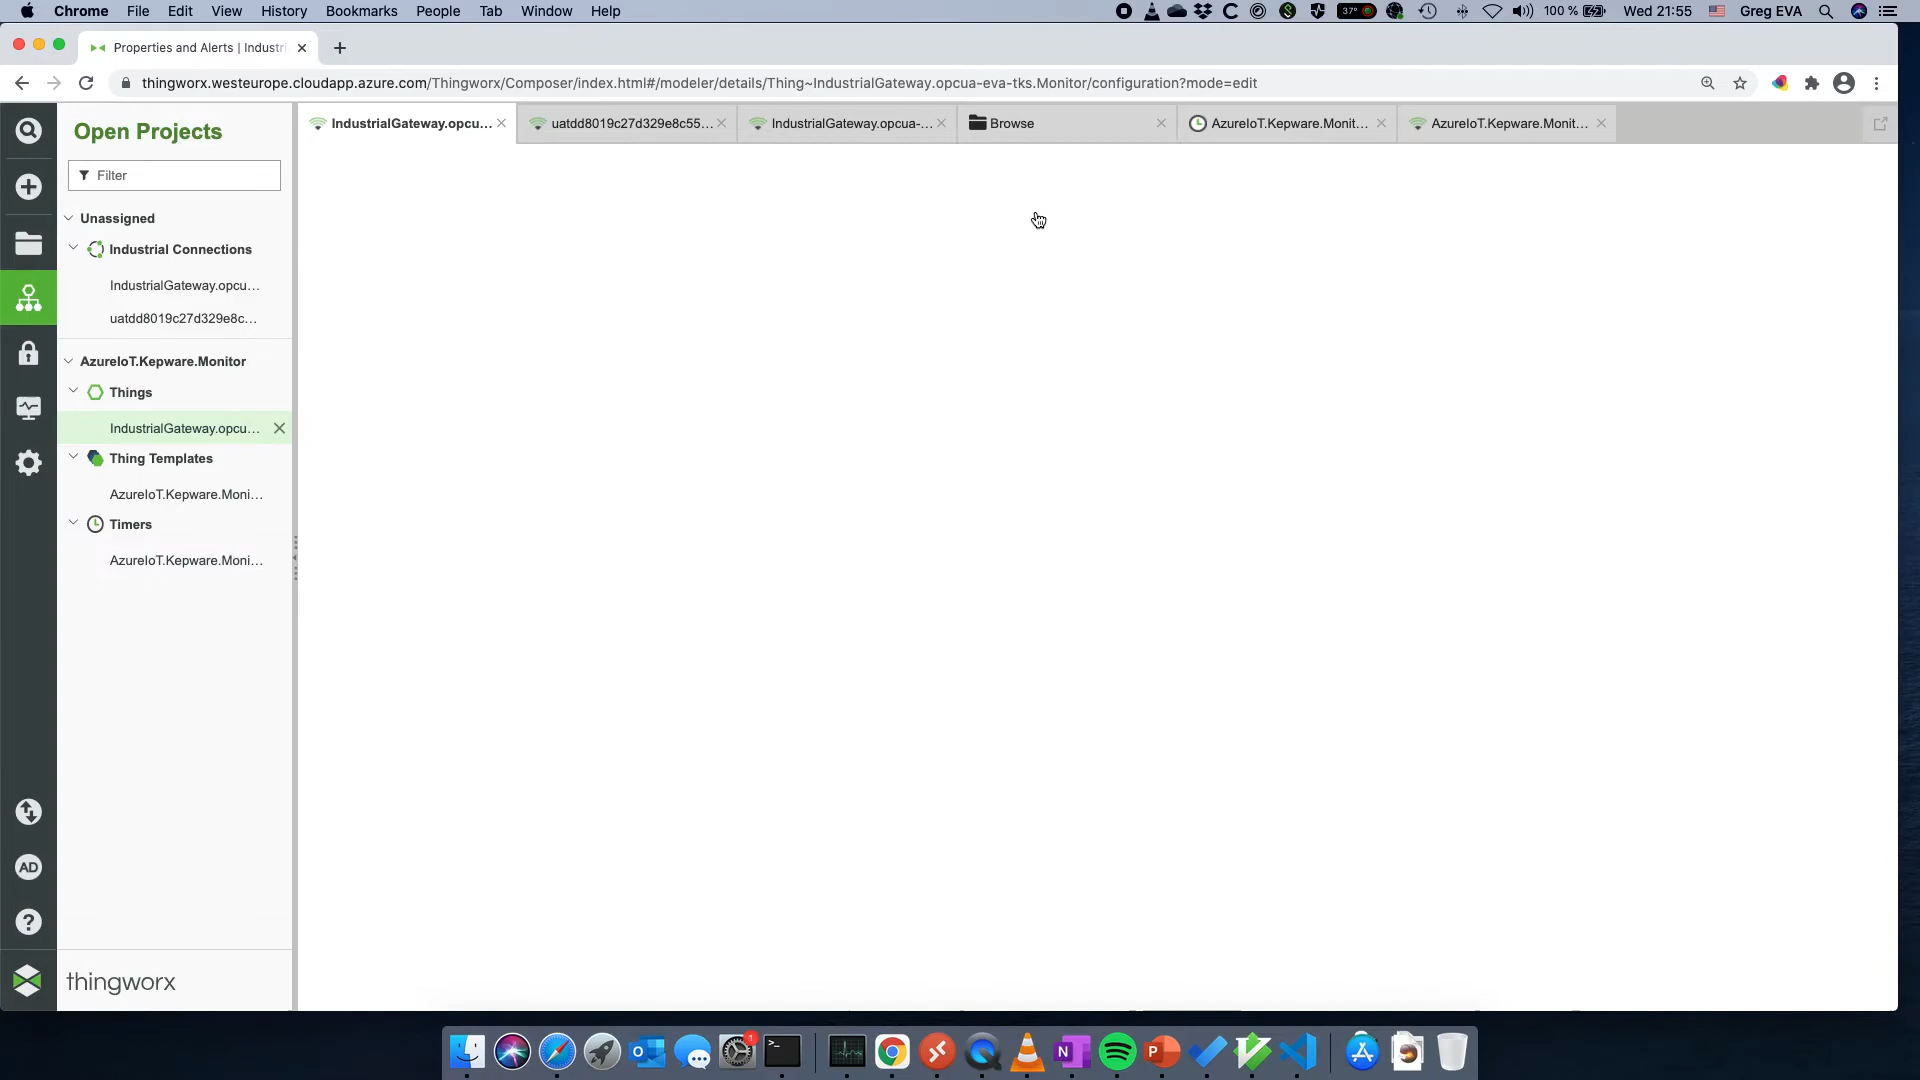 Chrome File Edit View History Bookmarks People Tab Window Help 37° 100 % Wed 21:55 Greg EVA
Properties and Alerts | Industri
thingworx.westeurope.cloudapp.azure.com/Thingworx/Composer/index.html#/modeler/details/Thing~IndustrialGateway.opcua-eva-tks.Monitor/configuration?mode=edit
IndustrialGateway.opcu... uatdd8019c27d329e8c55... IndustrialGateway.opcua-... Browse AzureIoT.Kepware.Monit... AzureIoT.Kepware.Monit...
Open Projects
Filter
Unassigned
Industrial Connections
IndustrialGateway.opcu...
uatdd8019c27d329e8c...
AzureIoT.Kepware.Monitor
Things
IndustrialGateway.opcu...
Thing Templates
AzureIoT.Kepware.Moni...
Timers
AzureIoT.Kepware.Moni...
AD
?
thingworx
1
N
P